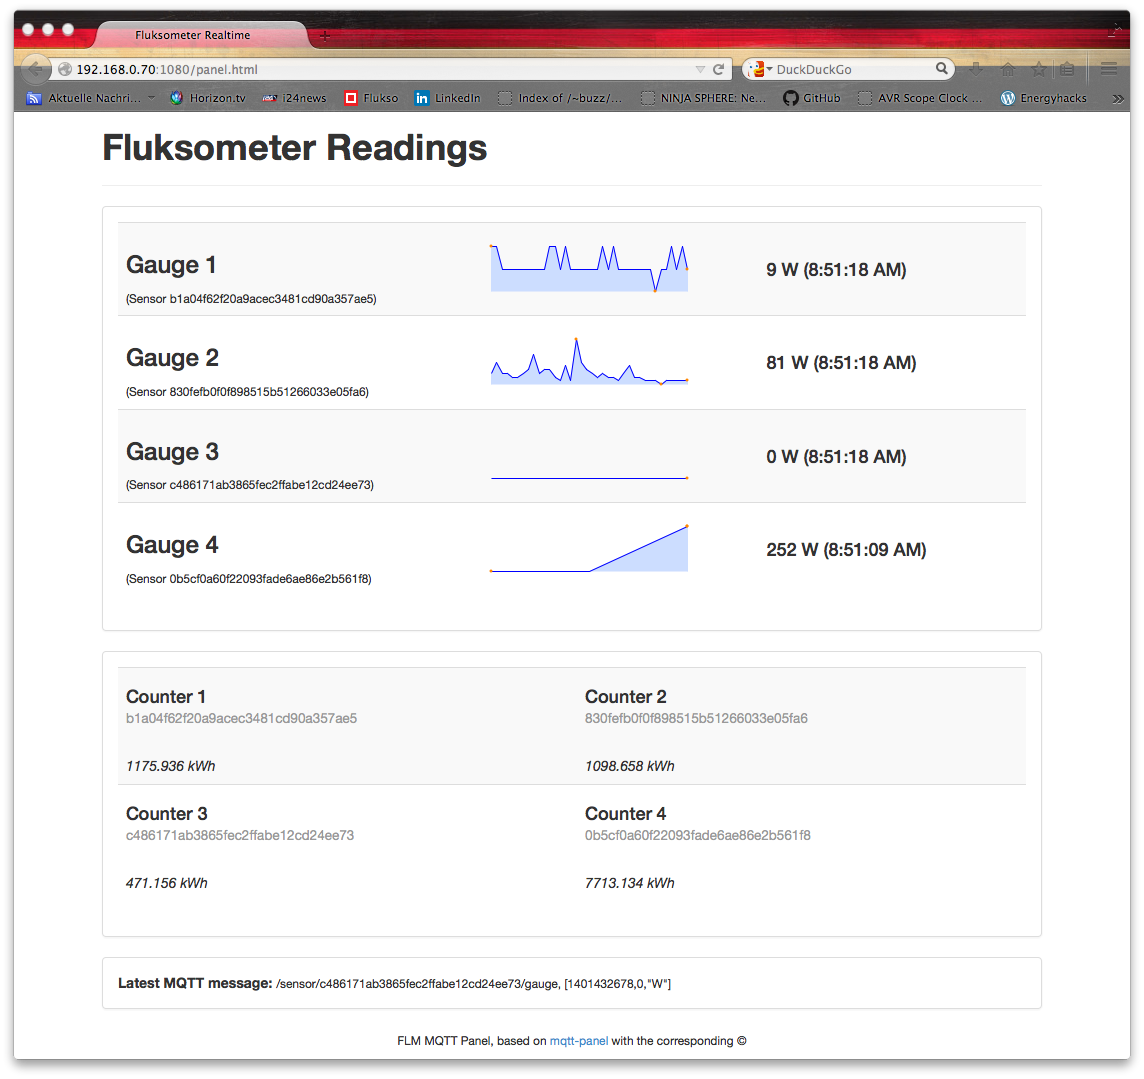 Fluksometer Realtime
192.168.0.70:1080/panel.html
DuckDuckGo
Aktuelle Nachri...
Horizon.tv
i24news
Flukso
LinkedIn
Index of /~buzz/...
NINJA SPHERE: Ne...
GitHub
AVR Scope Clock ...
Energyhacks
Fluksometer Readings
Gauge 1
9 W (8:51:18 AM)
(Sensor b1a04f62f20a9acec3481cd90a357ae5)
Gauge 2
81 W (8:51:18 AM)
(Sensor 830fefb0f0f898515b51266033e05fa6)
Gauge 3
0 W (8:51:18 AM)
(Sensor c486171ab3865fec2ffabe12cd24ee73)
Gauge 4
252 W (8:51:09 AM)
(Sensor 0b5cf0a60f22093fade6ae86e2b561f8)
Counter 1
b1a04f62f20a9acec3481cd90a357ae5
1175.936 kWh
Counter 2
830fefb0f0f898515b51266033e05fa6
1098.658 kWh
Counter 3
c486171ab3865fec2ffabe12cd24ee73
471.156 kWh
Counter 4
0b5cf0a60f22093fade6ae86e2b561f8
7713.134 kWh
Latest MQTT message: /sensor/c486171ab3865fec2ffabe12cd24ee73/gauge, [1401432678,0,"W"]
FLM MQTT Panel, based on mqtt-panel with the corresponding ©